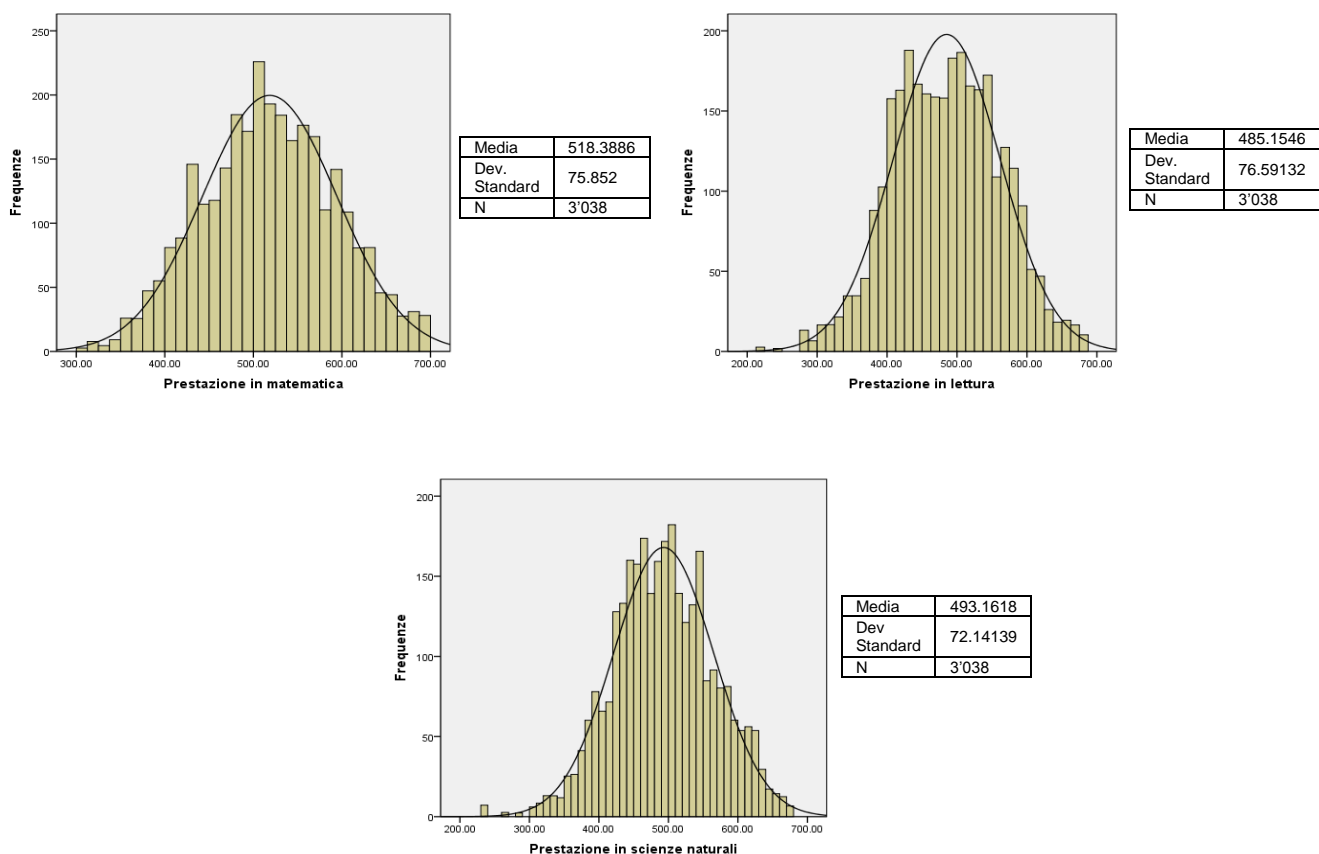 250
200
150
100
50
0
300.00 400.00 500.00 600.00 700.00
Frequenze
Prestazione in matematica
Media 518.3886
Dev.
Standard 75.852
N 3’038
200
150
100
50
0
200.00 300.00 400.00 500.00 600.00 700.00
Frequenze
Prestazione in lettura
Media 485.1546
Dev.
Standard 76.59132
N 3’038
200
150
100
50
0
200.00 300.00 400.00 500.00 600.00 700.00
Frequenze
Prestazione in scienze naturali
Media 493.1618
Dev
Standard 72.14139
N 3’038